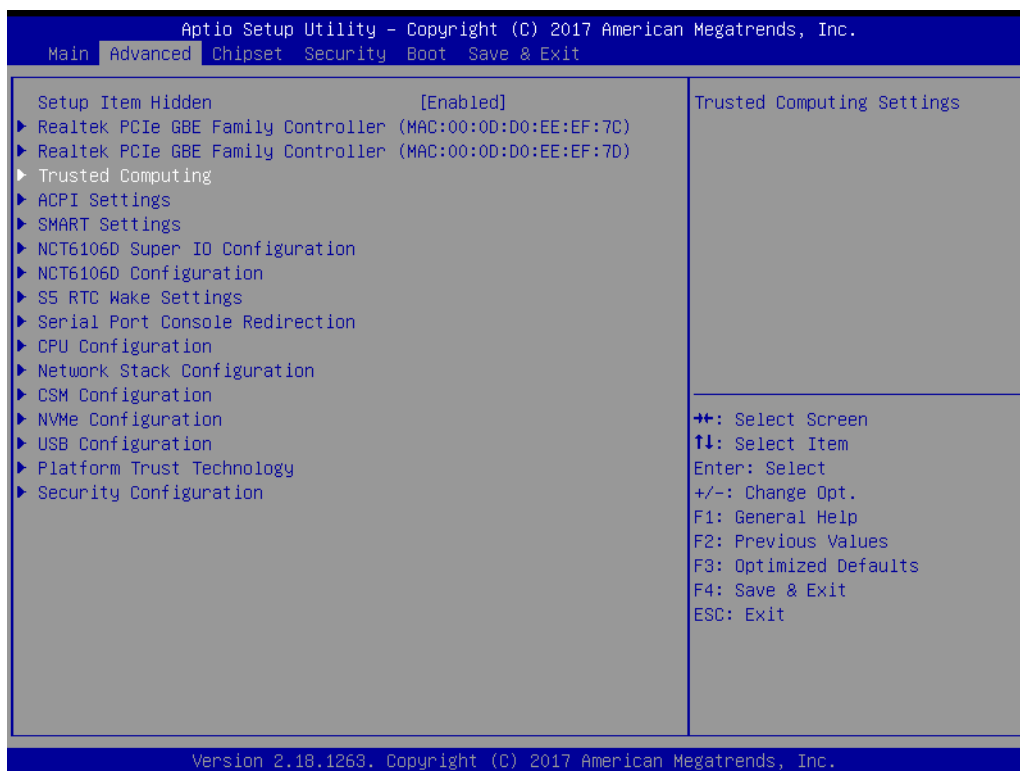 Aptio Setup Utility – Copyright (C) 2017 American Megatrends, Inc.
Main Advanced Chipset Security Boot Save & Exit
Setup Item Hidden [Enabled]
▶ Realtek PCIe GBE Family Controller (MAC:00:0D:D0:EE:EF:7C)
▶ Realtek PCIe GBE Family Controller (MAC:00:0D:D0:EE:EF:7D)
▶ Trusted Computing
▶ ACPI Settings
▶ SMART Settings
▶ NCT6106D Super IO Configuration
▶ NCT6106D Configuration
▶ S5 RTC Wake Settings
▶ Serial Port Console Redirection
▶ CPU Configuration
▶ Network Stack Configuration
▶ CSM Configuration
▶ NVMe Configuration
▶ USB Configuration
▶ Platform Trust Technology
▶ Security Configuration
Trusted Computing Settings
→←: Select Screen
↑↓: Select Item
Enter: Select
+/-: Change Opt.
F1: General Help
F2: Previous Values
F3: Optimized Defaults
F4: Save & Exit
ESC: Exit
Version 2.18.1263. Copyright (C) 2017 American Megatrends, Inc.